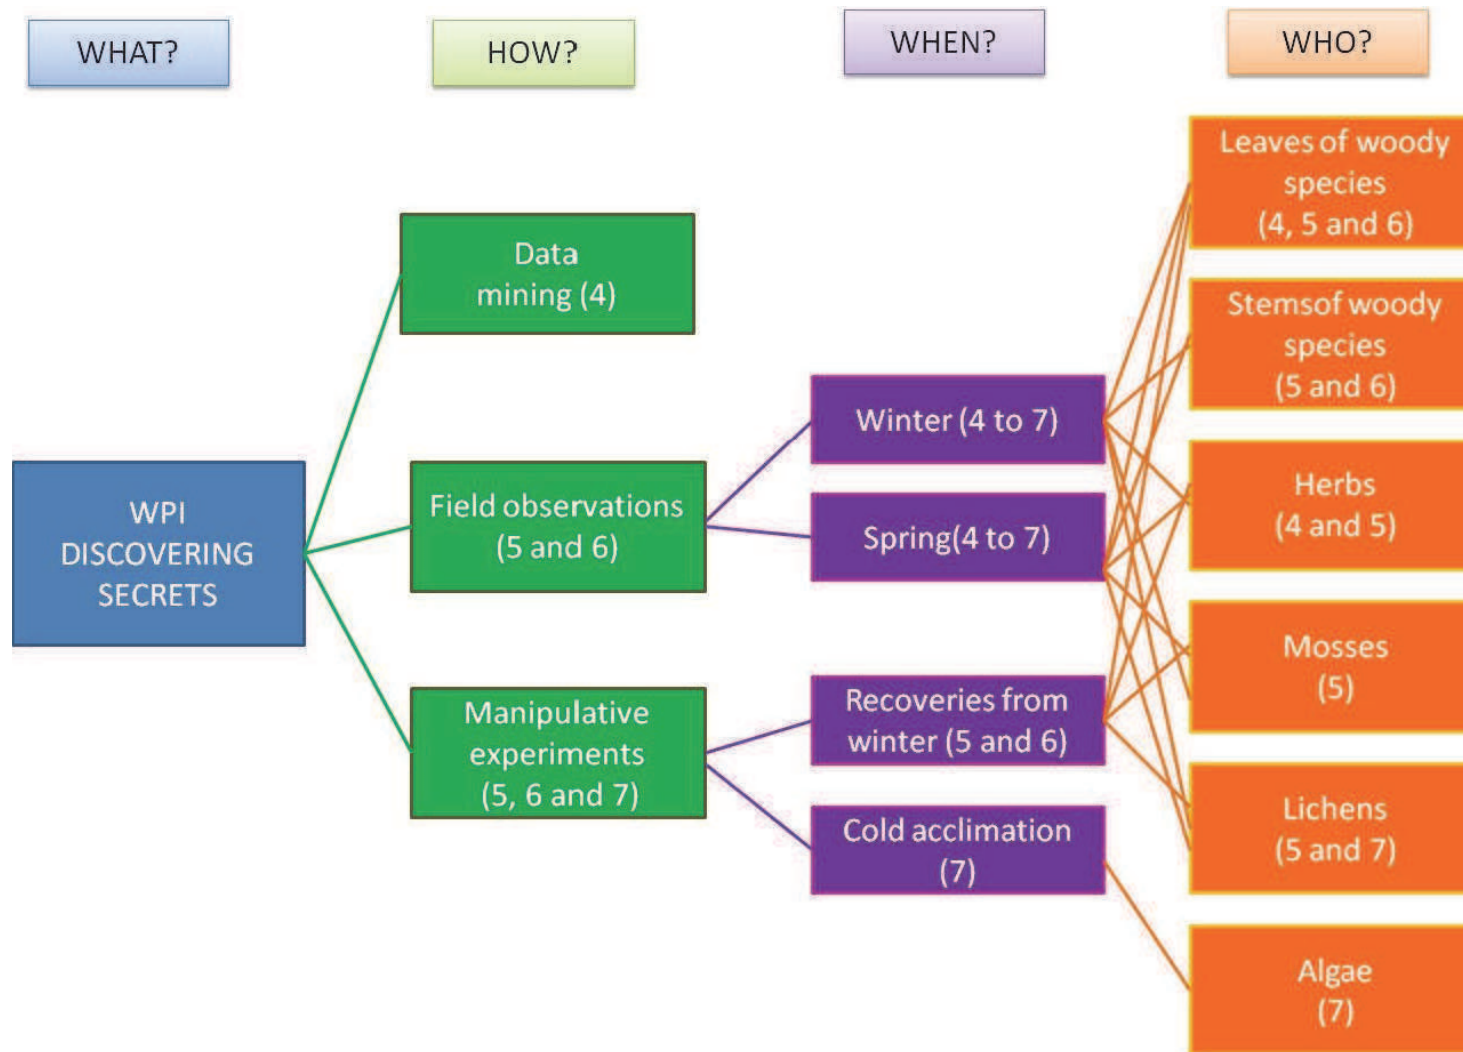 WHAT?
HOW?
WHEN?
WHO?
WPI
DISCOVERING
SECRETS
Data
mining (4)
Field observations
(5 and 6)
Manipulative
experiments
(5, 6 and 7)
Winter (4 to 7)
Spring(4 to 7)
Recoveries from
winter (5 and 6)
Cold acclimation
(7)
Leaves of woody
species
(4, 5 and 6)
Stemsof woody
species
(5 and 6)
Herbs
(4 and 5)
Mosses
(5)
Lichens
(5 and 7)
Algae
(7)